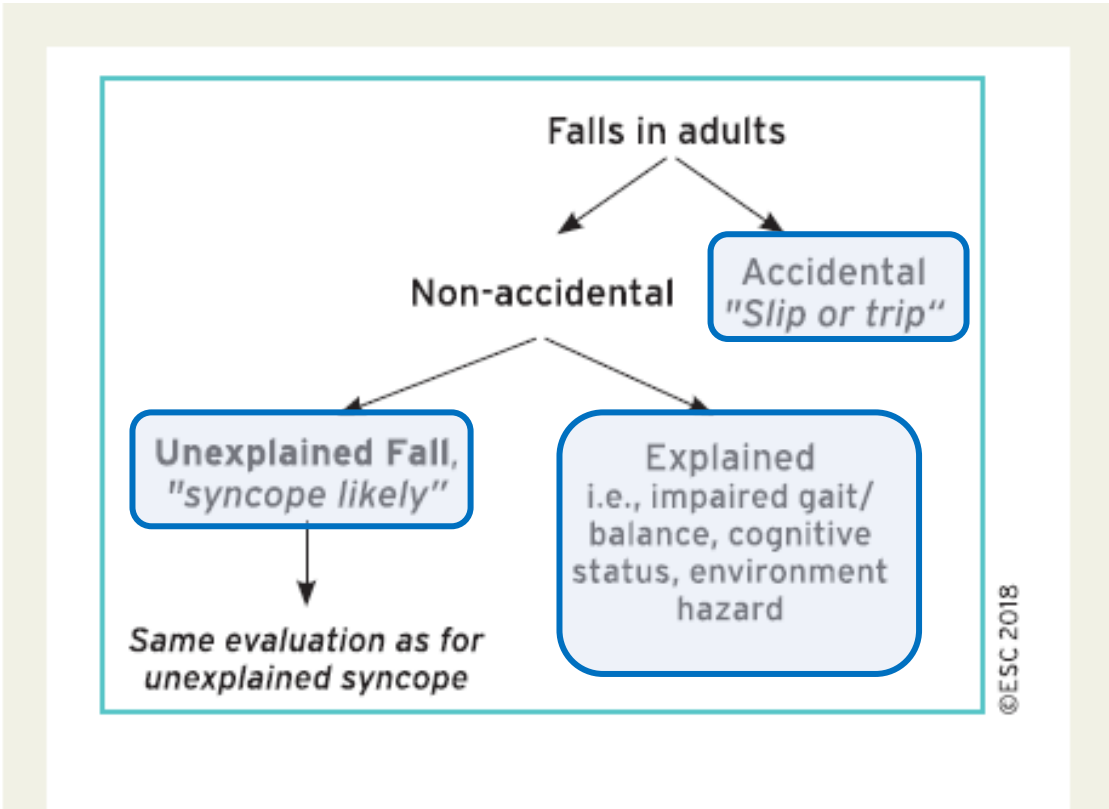 Falls in adults
Accidental
"Slip or trip“
Non-accidental
Unexplained Fall,
"syncope likely”
Explained
i.e., impaired gait/
balance, cognitive
status, environment
hazard
Same evaluation as for
unexplained syncope
©ESC 2018